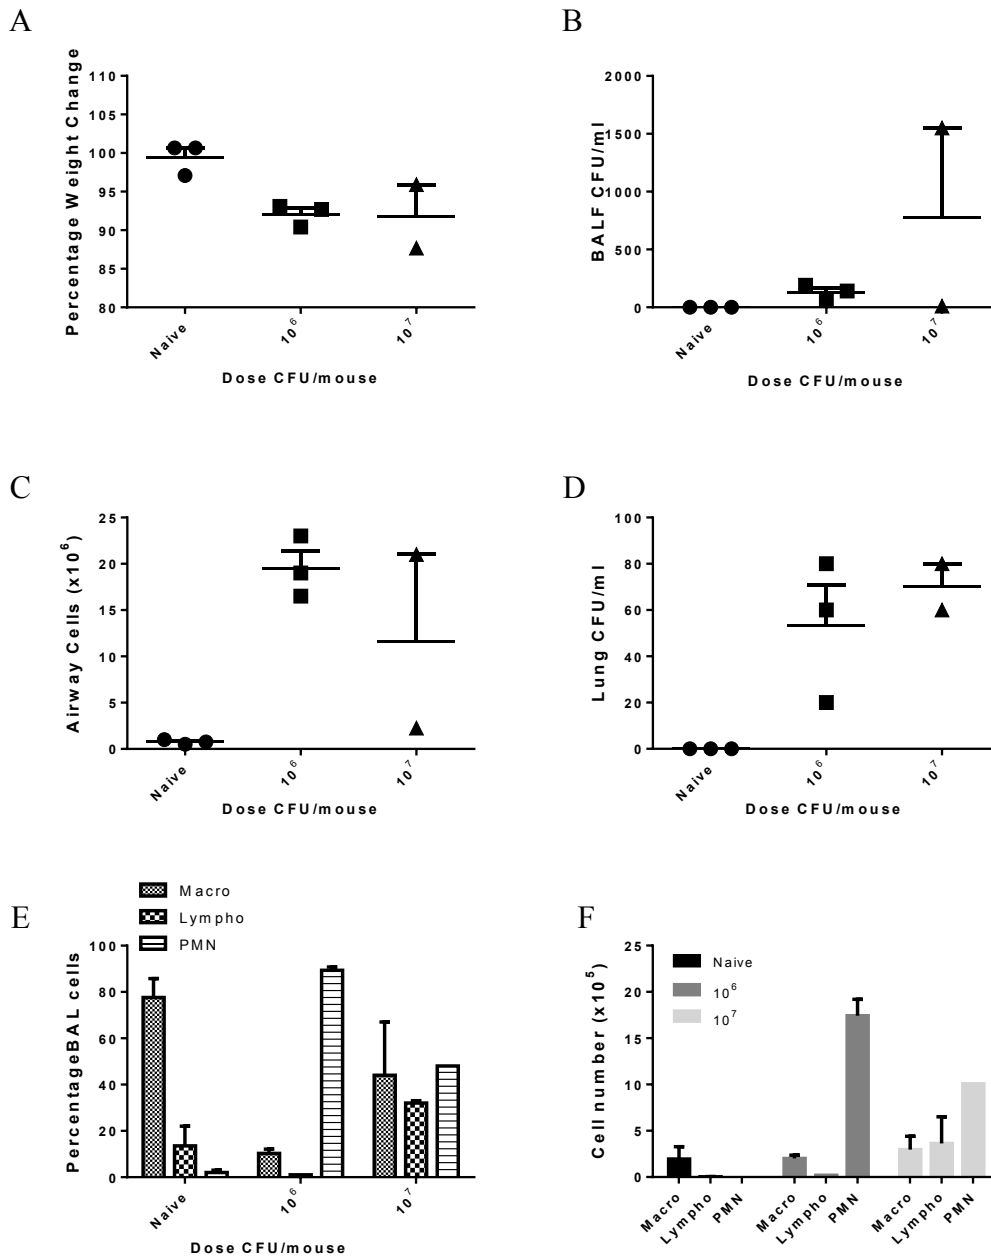 A
Percentage Weight Change
110
105
100
95
90
85
80
Naive
10⁶
10⁷
Dose CFU/mouse
B
BALF CFU/ml
2000
1500
1000
500
0
Naive
10⁶
10⁷
Dose CFU/mouse
C
Airway Cells (x10⁶)
25
20
15
10
5
0
Naive
10⁶
10⁷
Dose CFU/mouse
D
Lung CFU/ml
100
80
60
40
20
0
Naive
10⁶
10⁷
Dose CFU/mouse
E
Macro
Lympho
PMN
PercentageBAL cells
100
80
60
40
20
0
Naive
10⁶
10⁷
Dose CFU/mouse
F
Cell number (x10⁵)
25
20
15
10
5
0
Naive
10⁶
10⁷
Macro
Lympho
PMN
Macro
Lympho
PMN
Macro
Lympho
PMN